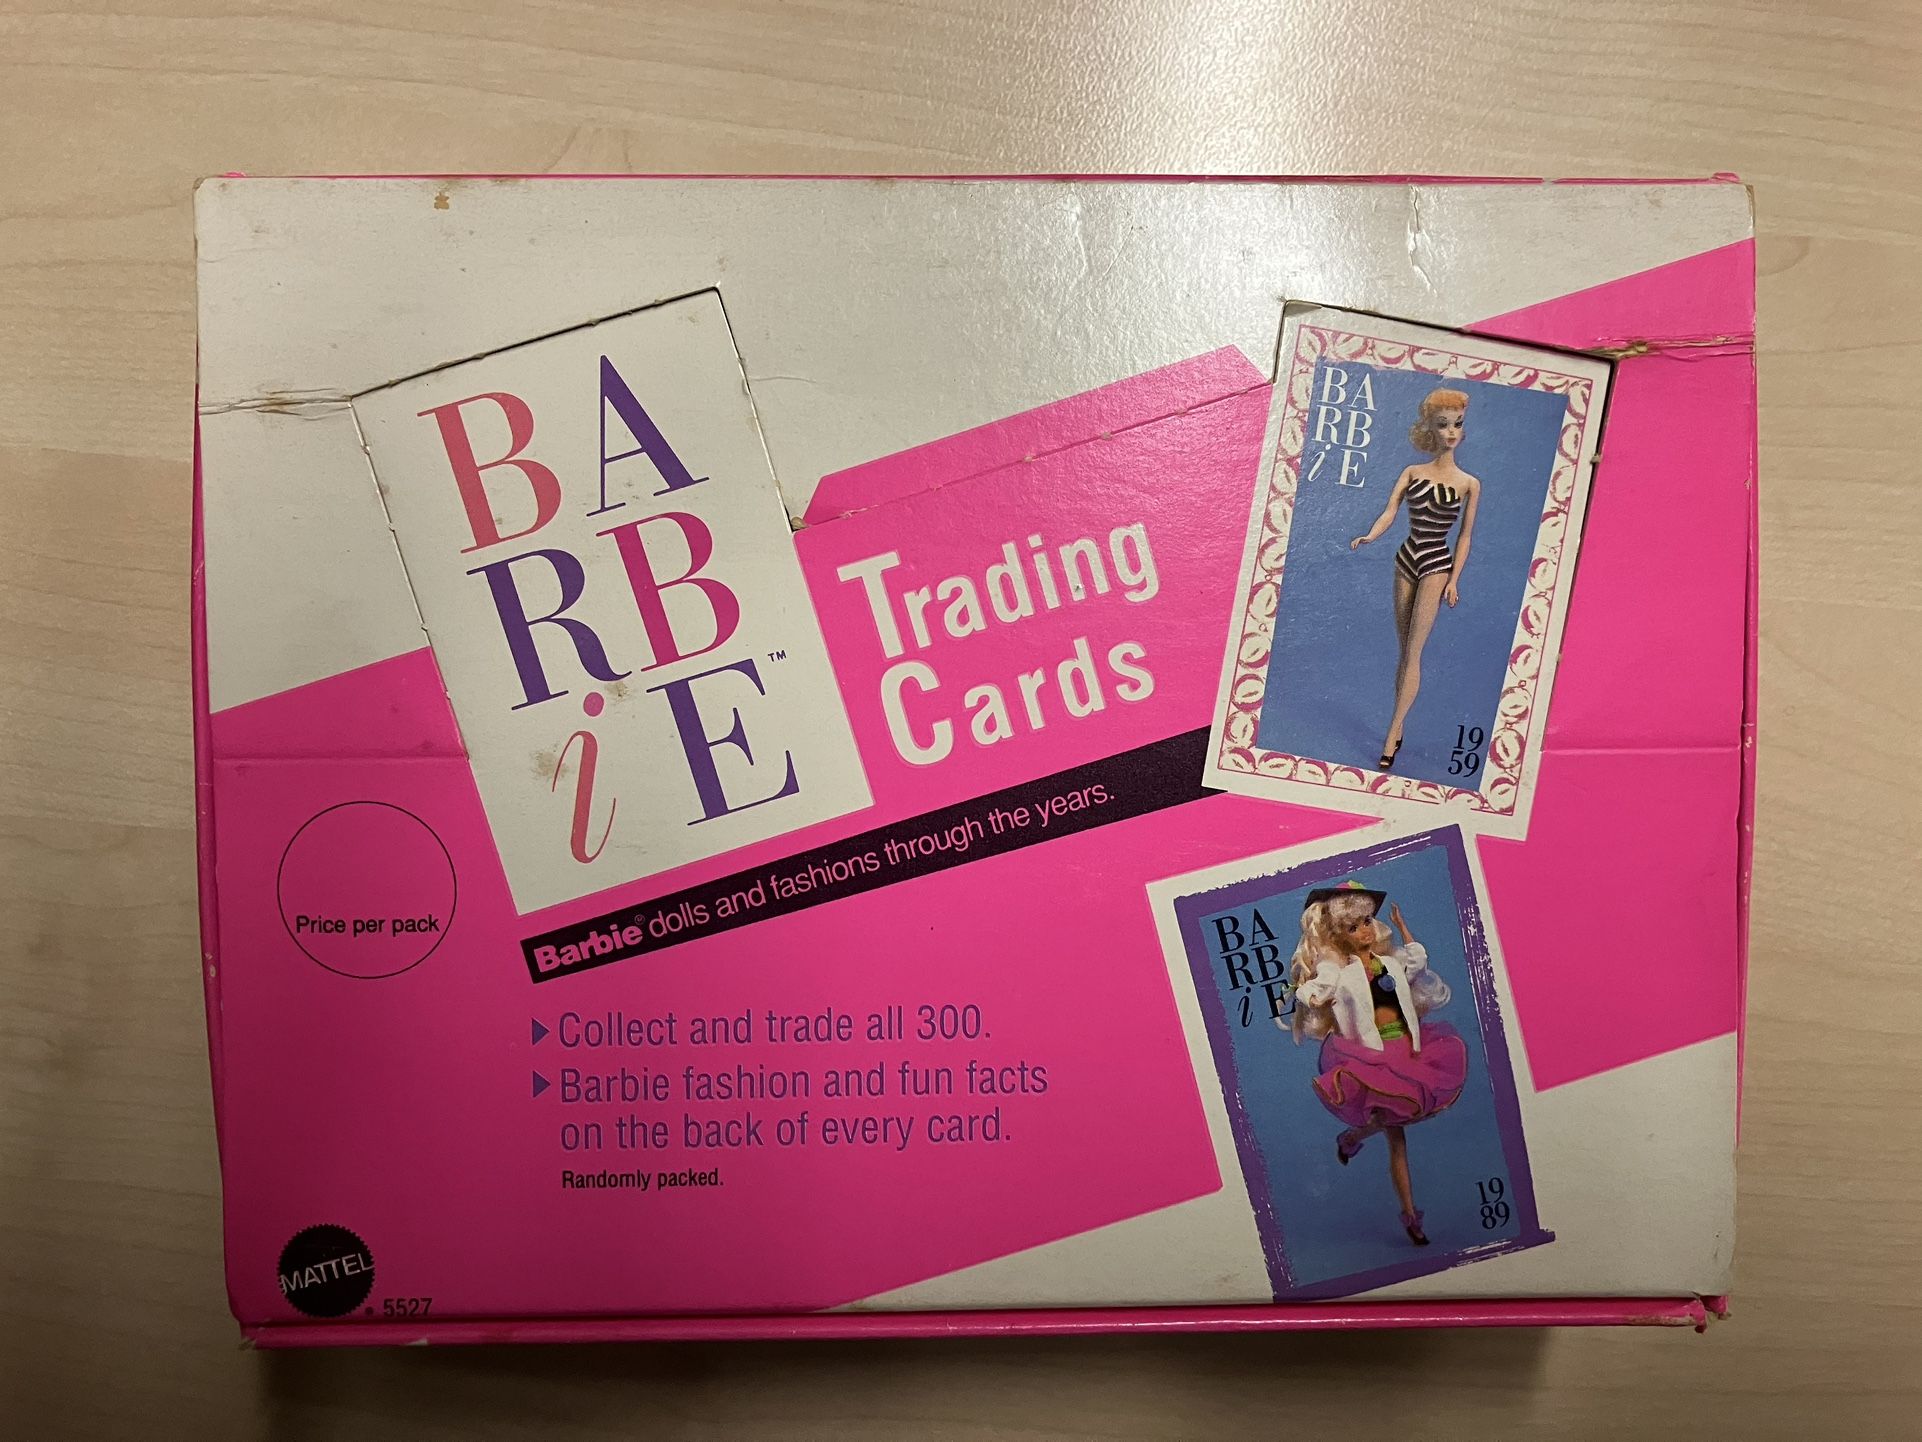 BA
RB
iE™
Trading
Cards
Barbie® dolls and fashions through the years.
BA
RB
iE
19
59
Price per pack
Collect and trade all 300.
Barbie fashion and fun facts
on the back of every card.
Randomly packed.
BA
RB
iE
19
89
MATTEL
5527